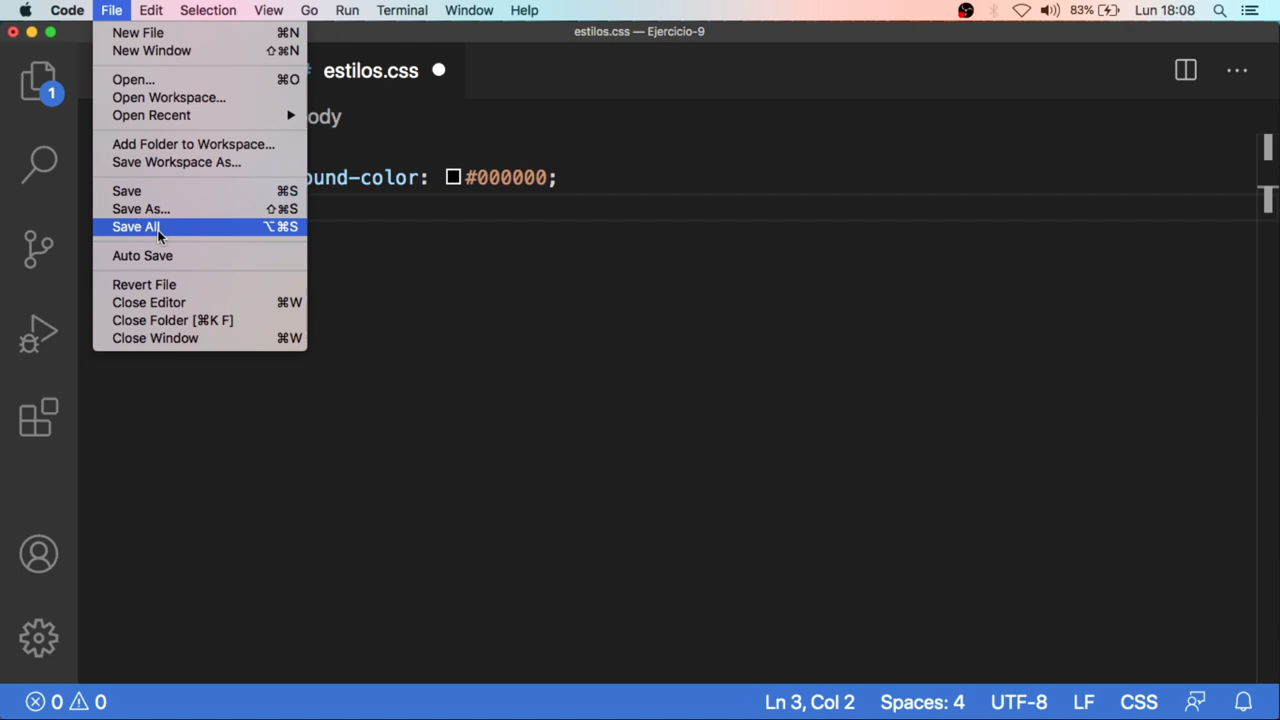 Code File Edit Selection View Go Run Terminal Window Help 83% Lun 18:08
estilos.css — Ejercicio-9
New File ⌘N
New Window ⇧⌘N
Open... ⌘O
Open Workspace...
Open Recent
Add Folder to Workspace...
Save Workspace As...
Save ⌘S
Save As... ⇧⌘S
Save All ⌥⌘S
Auto Save
Revert File
Close Editor ⌘W
Close Folder [⌘K F]
Close Window ⌘W
1
estilos.css
ody
ound-color: #000000;
0 0 Ln 3, Col 2 Spaces: 4 UTF-8 LF CSS